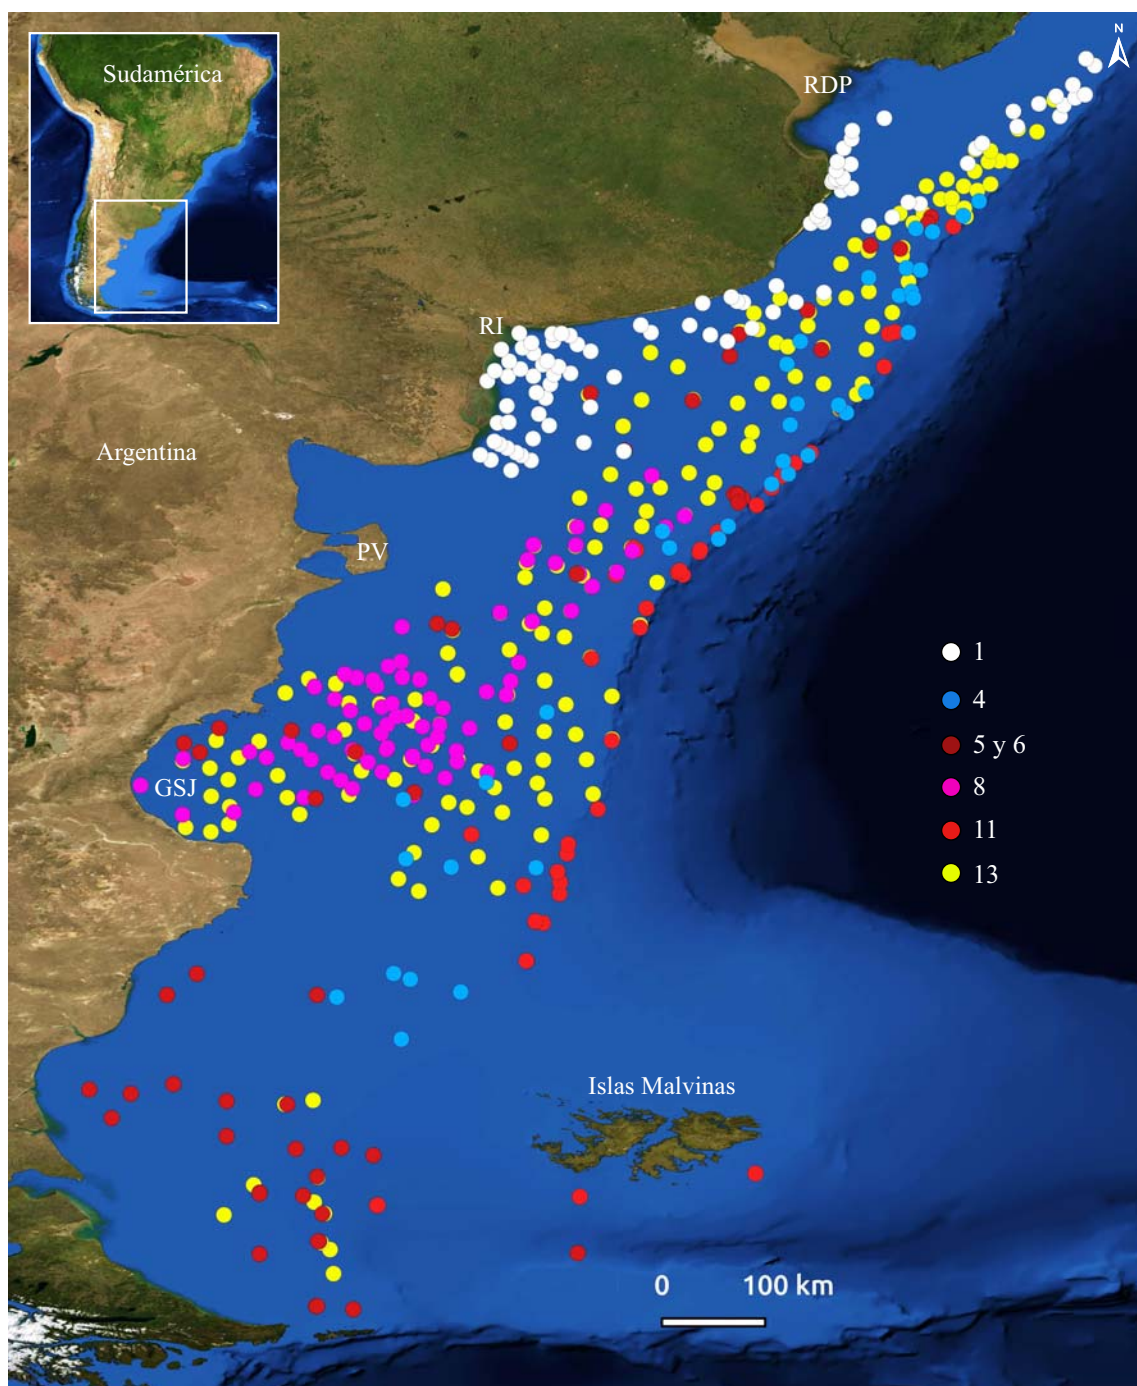 N
Sudamérica
RDP
RI
Argentina
PV
1
4
5 y 6
8
11
13
GSJ
Islas Malvinas
0 100 km